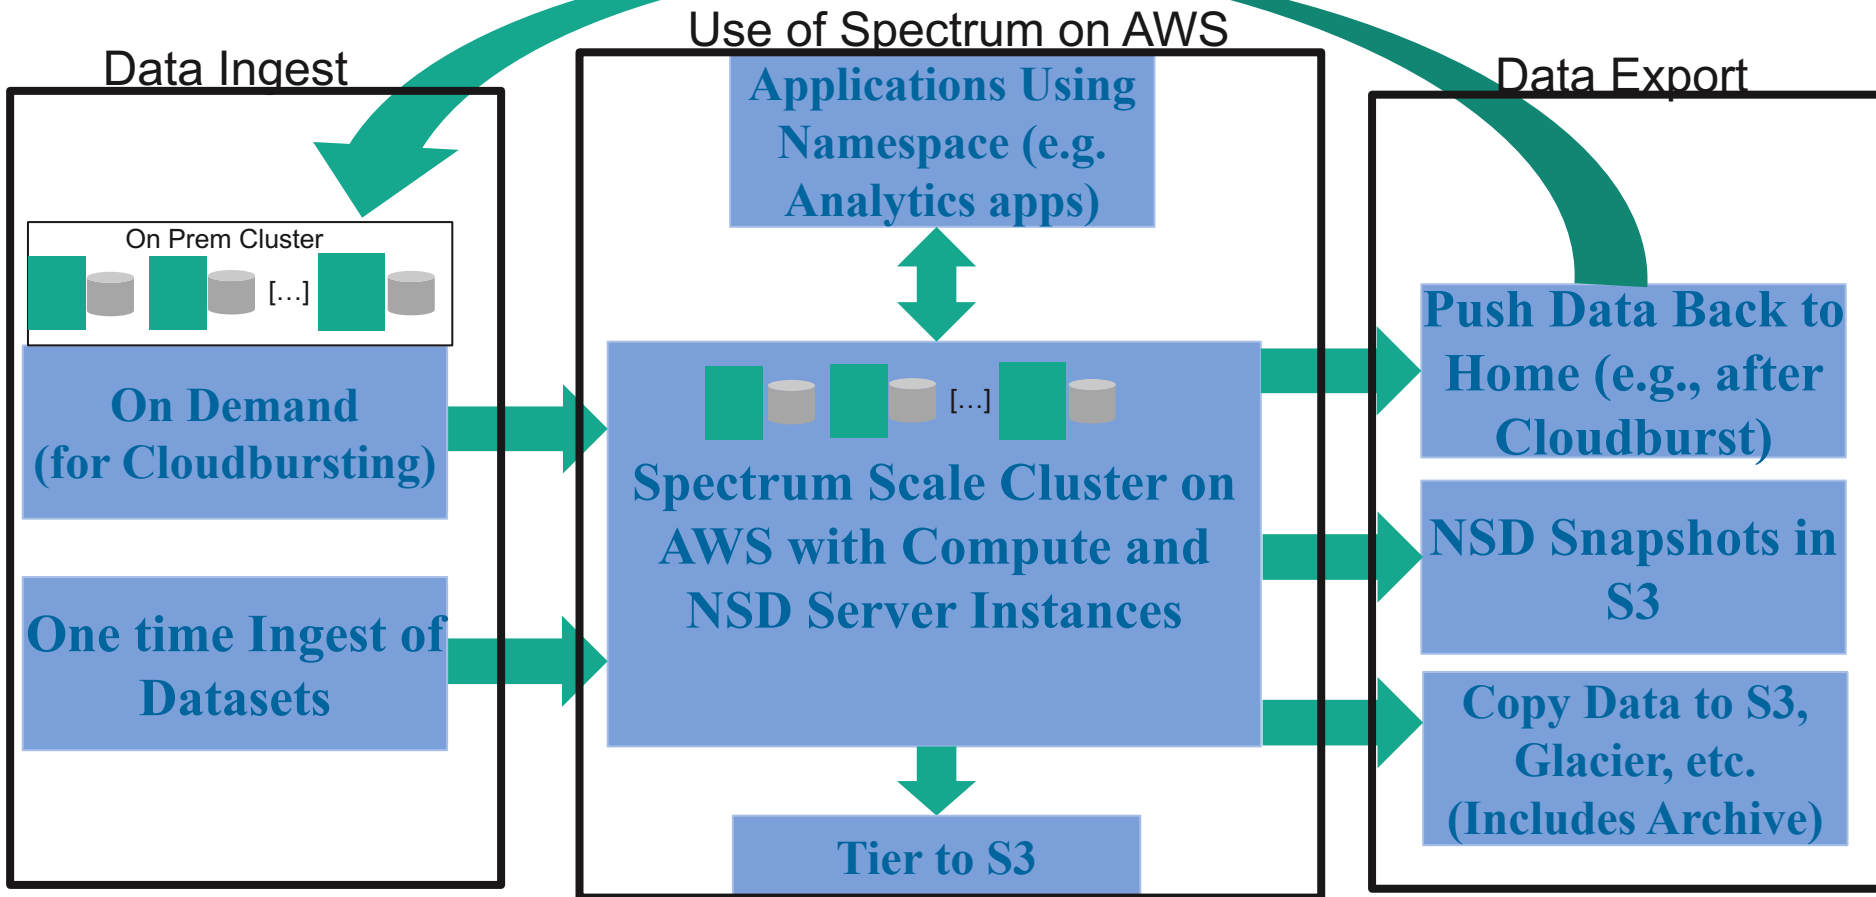 Use of Spectrum on AWS
Data Ingest
Data Export
On Prem Cluster
[...]
On Demand
(for Cloudbursting)
One time Ingest of
Datasets
Applications Using
Namespace (e.g.
Analytics apps)
[...]
Spectrum Scale Cluster on
AWS with Compute and
NSD Server Instances
Tier to S3
Push Data Back to
Home (e.g., after
Cloudburst)
NSD Snapshots in
S3
Copy Data to S3,
Glacier, etc.
(Includes Archive)